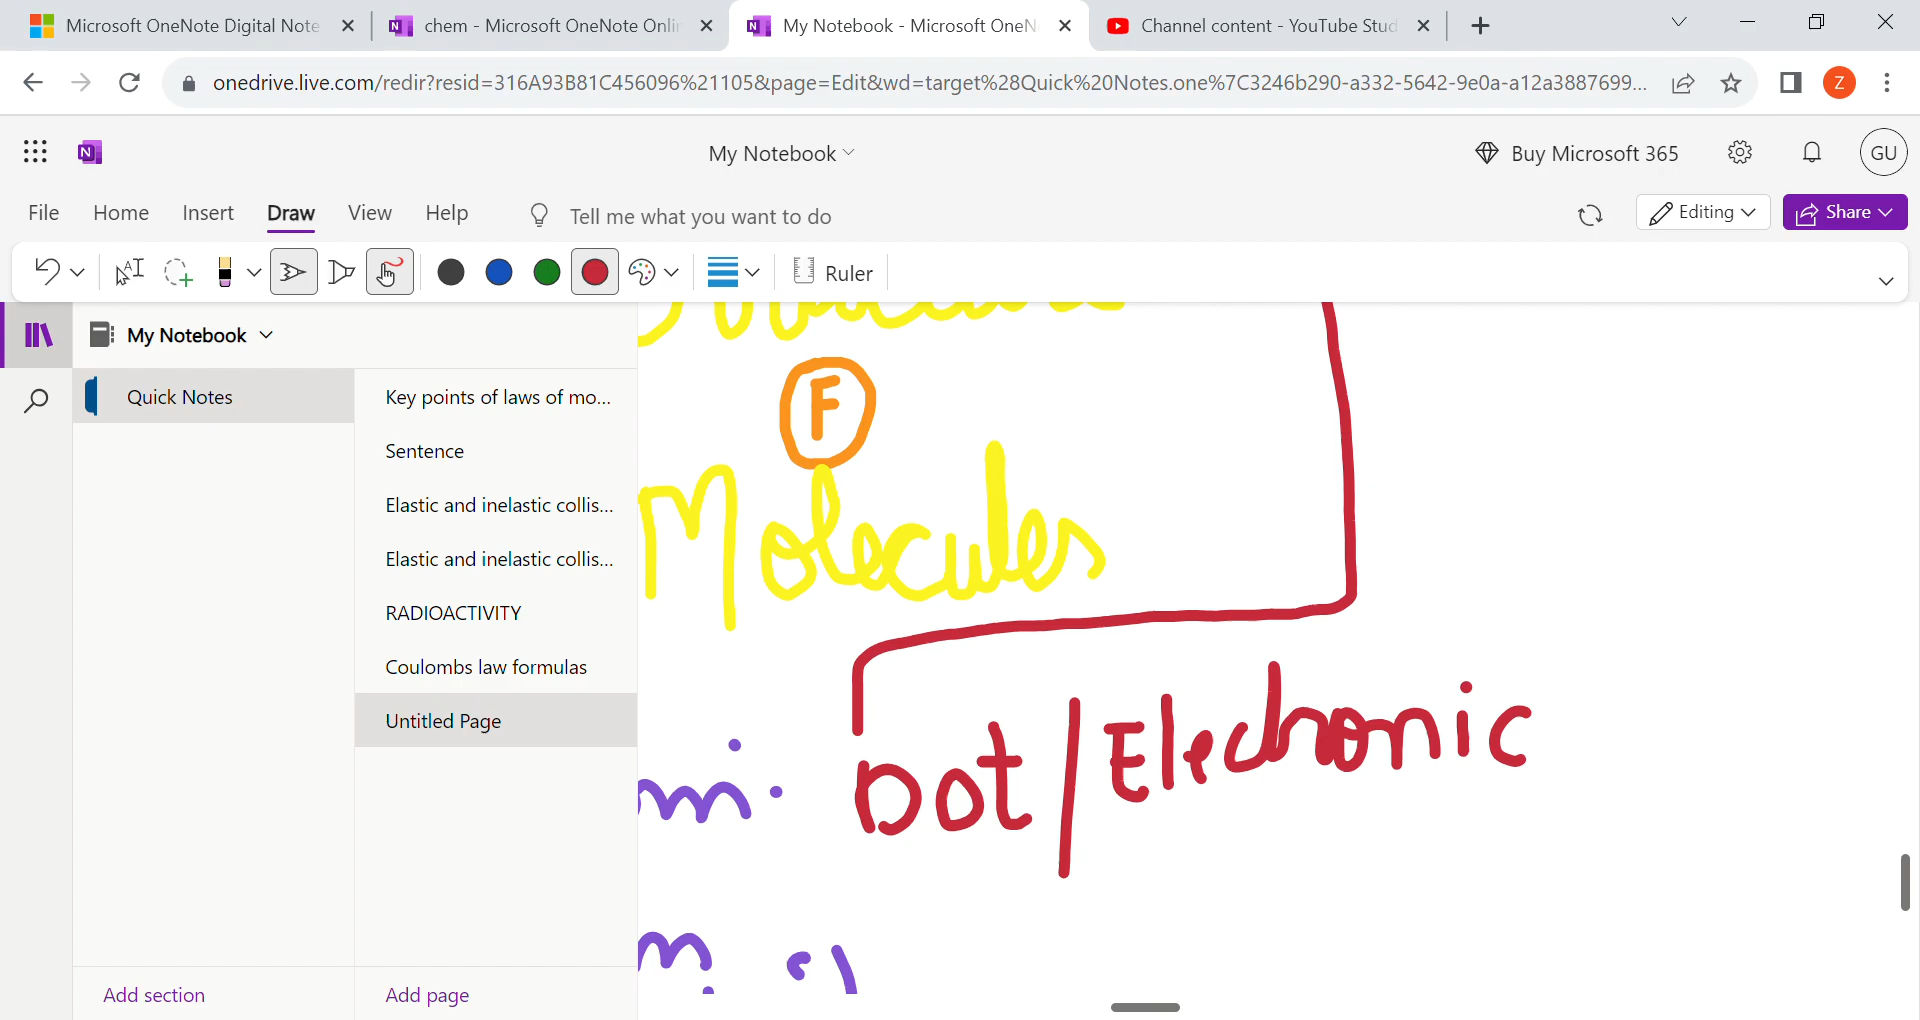 Microsoft OneNote Digital Note
chem - Microsoft OneNote Onli
My Notebook - Microsoft OneN
Channel content - YouTube Stud
onedrive.live.com/redir?resid=316A93B81C456096%21105&page=Edit&wd=target%28Quick%20Notes.one%7C3246b290-a332-5642-9e0a-a12a3887699...
Z
N
My Notebook
Buy Microsoft 365
GU
File Home Insert Draw View Help
Tell me what you want to do
Editing
Share
Ruler
My Notebook
Quick Notes
Key points of laws of mo...
Sentence
Elastic and inelastic collis...
Elastic and inelastic collis...
RADIOACTIVITY
Coulombs law formulas
Untitled Page
Add section
Add page
F
Molecules
Dot/Electronic